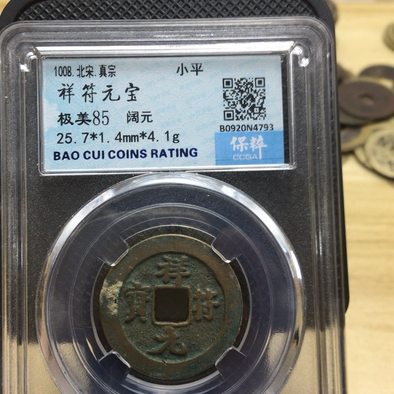 1008.北宋.真宗 小平
祥符元宝
极美85 阔元
25.7*1.4mm*4.1g
BAO CUI COINS RATING
B0920N4793
保粹
CCGA
祥
符
元
寳